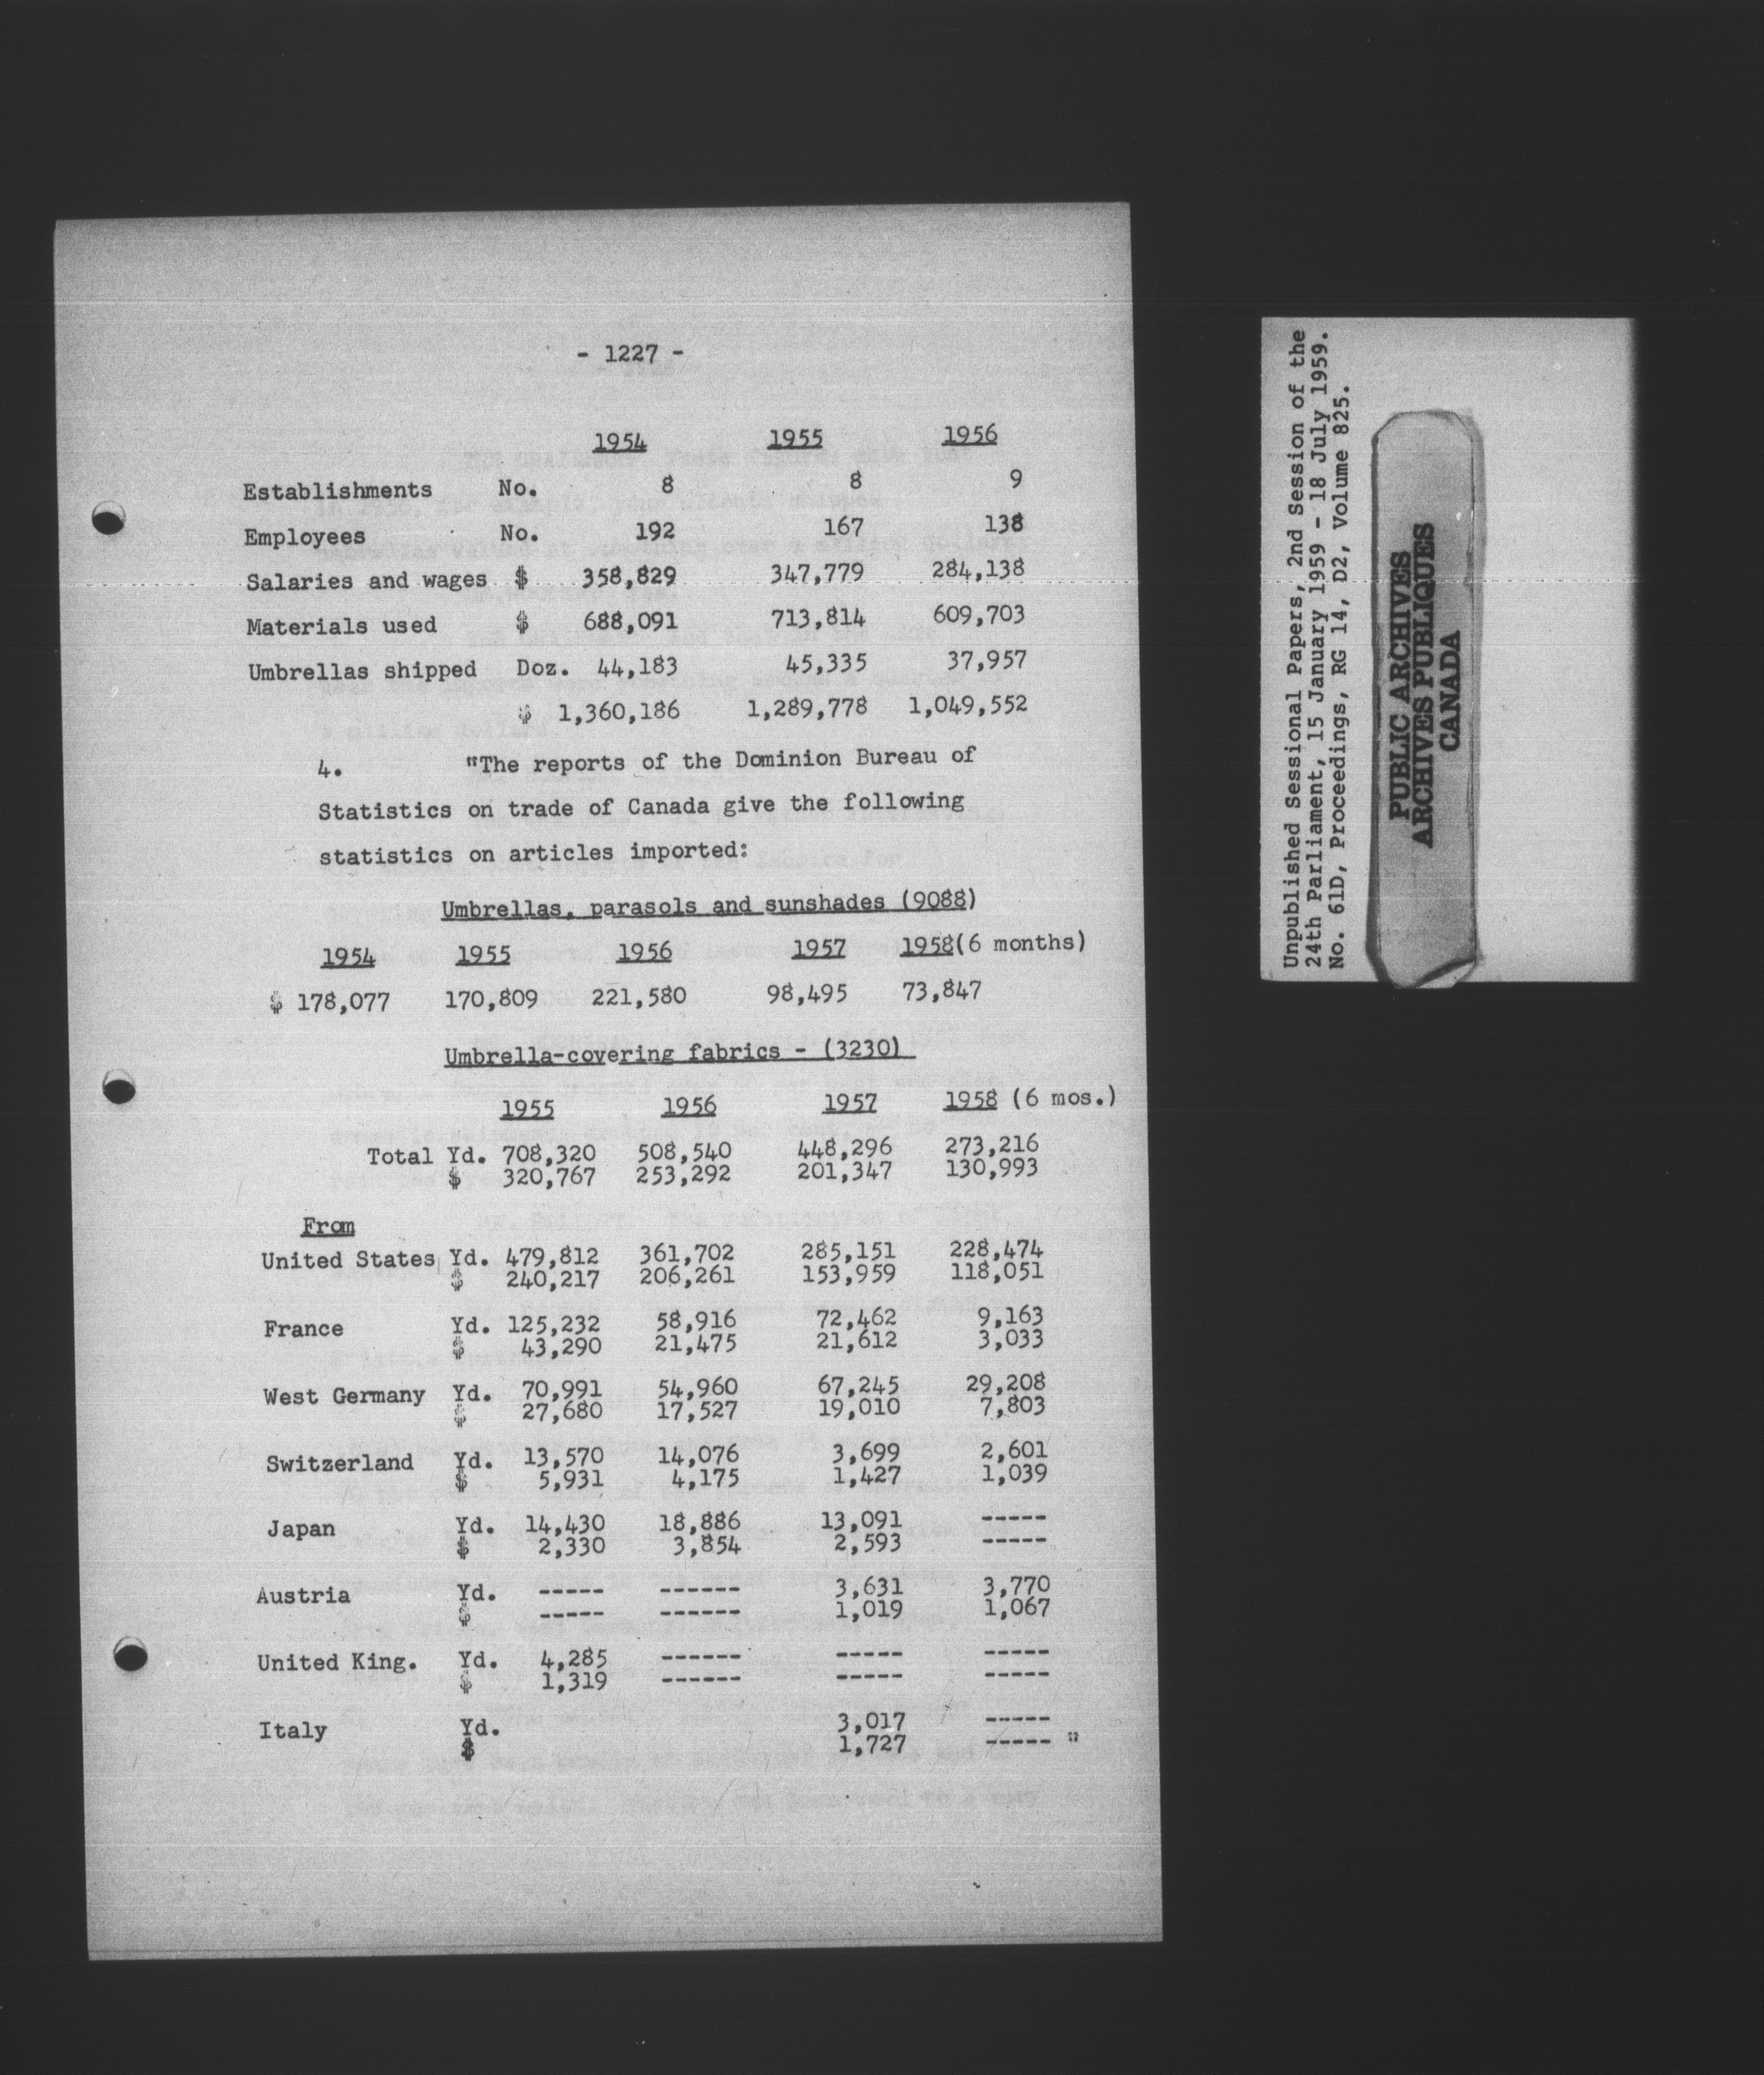 - 1227 -
1954 1955 1956
Establishments No. 8 8 9
Employees No. 192 167 138
Salaries and wages $ 358,829 347,779 284,138
Materials used $ 688,091 713,814 609,703
Umbrellas shipped Doz. 44,183 45,335 37,957
$ 1,360,186 1,289,778 1,049,552
4. "The reports of the Dominion Bureau of
Statistics on trade of Canada give the following
statistics on articles imported:
Umbrellas, parasols and sunshades (9088)
1954 1955 1956 1957 1958(6 months)
$ 178,077 170,809 221,580 98,495 73,847
Umbrella-covering fabrics - (3230)
1955 1956 1957 1958 (6 mos.)
Total Yd. 708,320 508,540 448,296 273,216
$ 320,767 253,292 201,347 130,993
From
United States Yd. 479,812 361,702 285,151 228,474
$ 240,217 206,261 153,959 118,051
France Yd. 125,232 58,916 72,462 9,163
$ 43,290 21,475 21,612 3,033
West Germany Yd. 70,991 54,960 67,245 29,208
$ 27,680 17,527 19,010 7,803
Switzerland Yd. 13,570 14,076 3,699 2,601
$ 5,931 4,175 1,427 1,039
Japan Yd. 14,430 18,886 13,091 -----
$ 2,330 3,854 2,593 -----
Austria Yd. ----- ------ 3,631 3,770
$ ----- ------ 1,019 1,067
United King. Yd. 4,285 ------ ----- -----
$ 1,319 ------ ----- -----
Italy Yd. 3,017 -----
$ 1,727 ----- "
Unpublished Sessional Papers, 2nd Session of the
24th Parliament, 15 January 1959 - 18 July 1959.
No. 61D, Proceedings, RG 14, D2, Volume 825.
PUBLIC ARCHIVES
ARCHIVES PUBLIQUES
CANADA